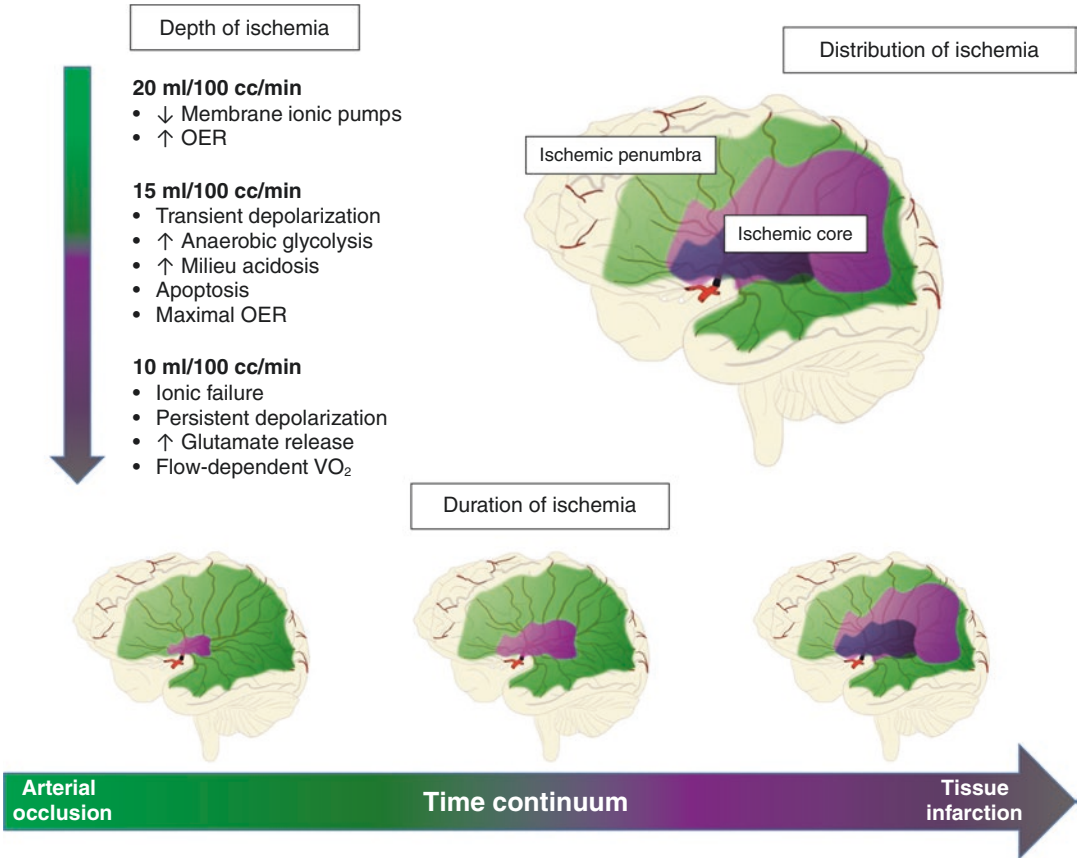 Depth of ischemia
20 ml/100 cc/min
• ↓ Membrane ionic pumps
• ↑ OER
15 ml/100 cc/min
• Transient depolarization
• ↑ Anaerobic glycolysis
• ↑ Milieu acidosis
• Apoptosis
• Maximal OER
10 ml/100 cc/min
• Ionic failure
• Persistent depolarization
• ↑ Glutamate release
• Flow-dependent VO₂
Distribution of ischemia
Ischemic penumbra
Ischemic core
Duration of ischemia
Arterial
occlusion
Time continuum
Tissue
infarction